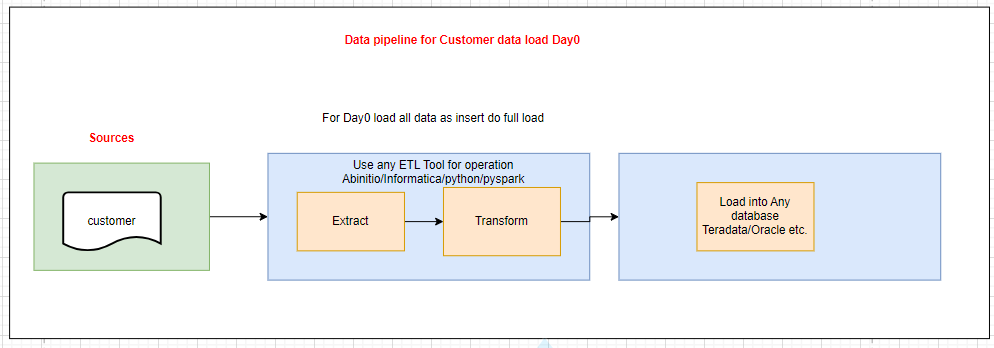 Data pipeline for Customer data load Day0
For Day0 load all data as insert do full load
Sources
customer
Use any ETL Tool for operation
Abinitio/Informatica/python/pyspark
Extract
Transform
Load into Any
database
Teradata/Oracle etc.